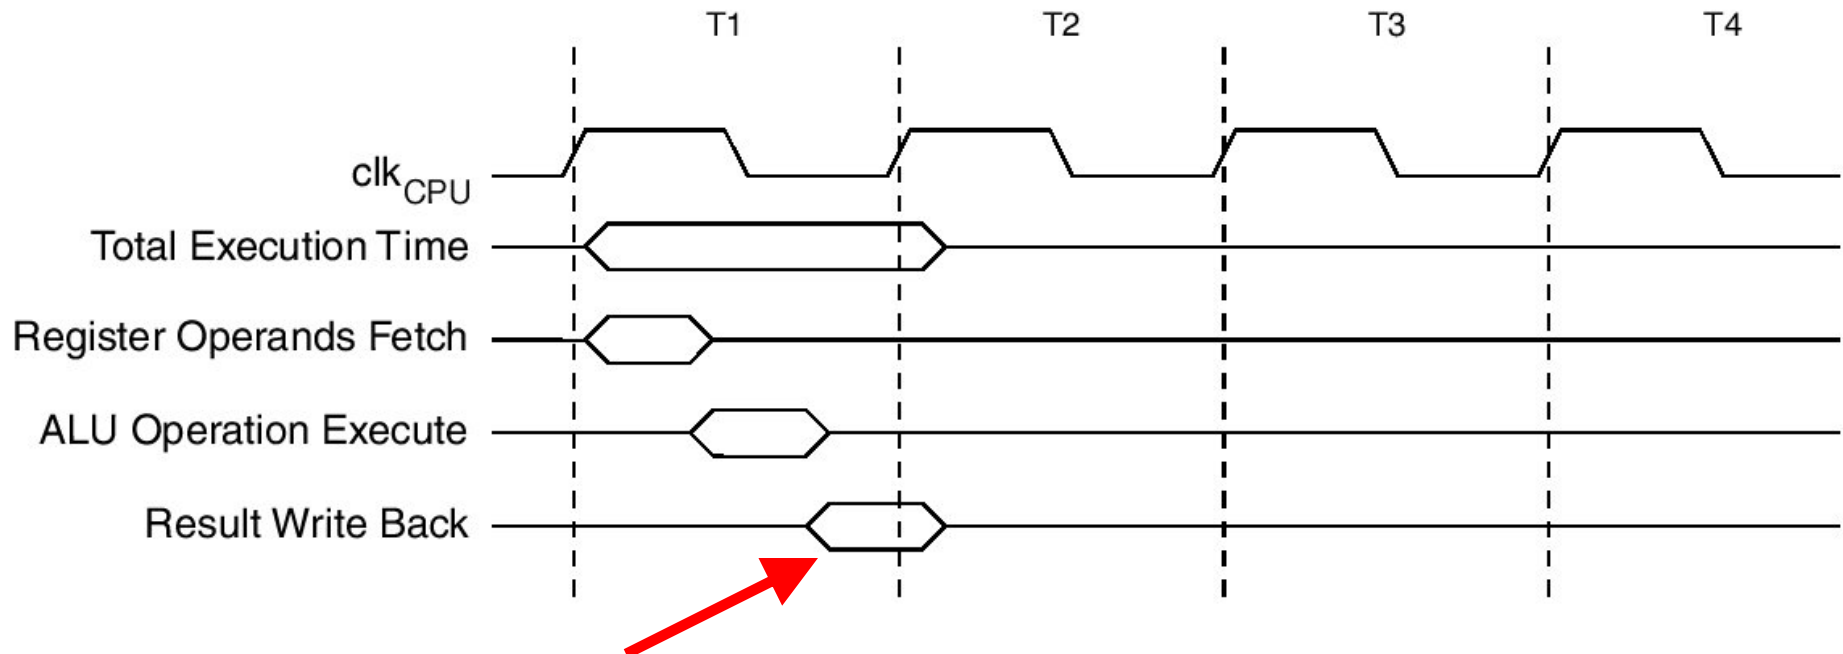 T1 T2 T3 T4
clkCPU
Total Execution Time
Register Operands Fetch
ALU Operation Execute
Result Write Back